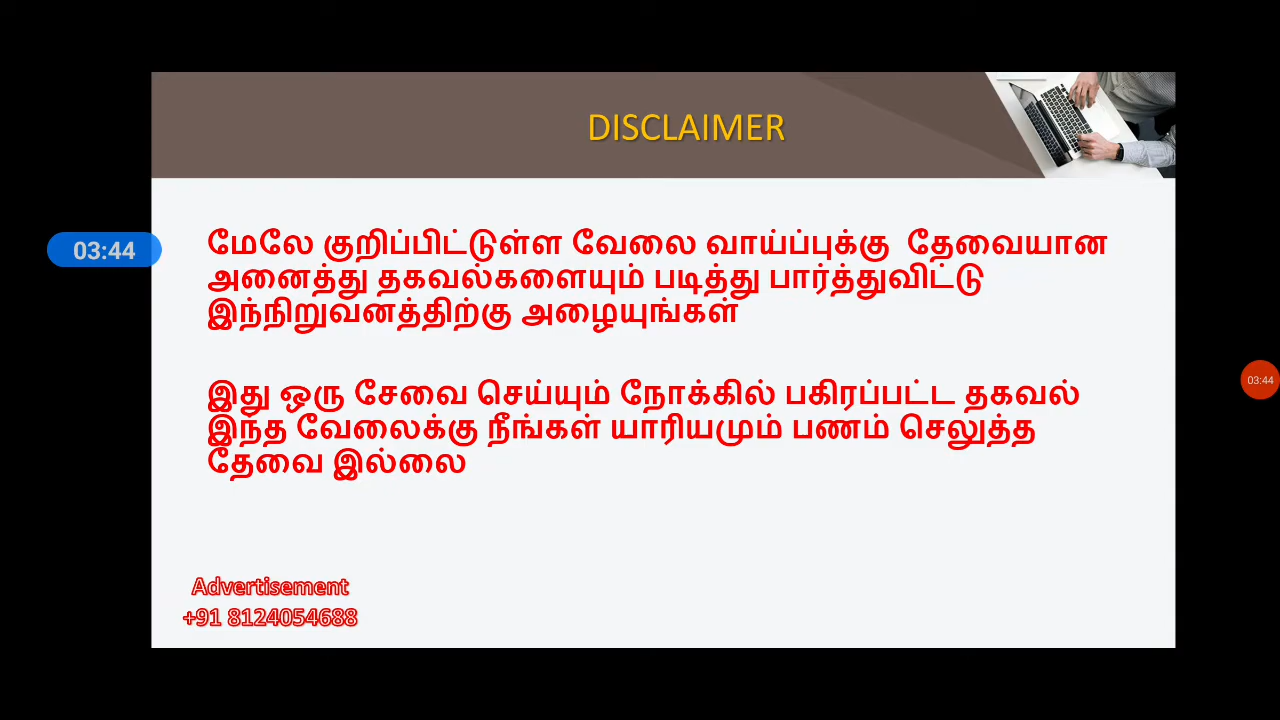 DISCLAIMER
மேலே குறிப்பிட்டுள்ள வேலை வாய்ப்புக்கு தேவையான
அனைத்து தகவல்களையும் படித்து பார்த்துவிட்டு
இந்நிறுவனத்திற்கு அழையுங்கள்
03:44
இது ஒரு சேவை செய்யும் நோக்கில் பகிரப்பட்ட தகவல்
இந்த வேலைக்கு நீங்கள் யாரியமும் பணம் செலுத்த
தேவை இல்லை
03:44
Advertisement
+91 8124054688